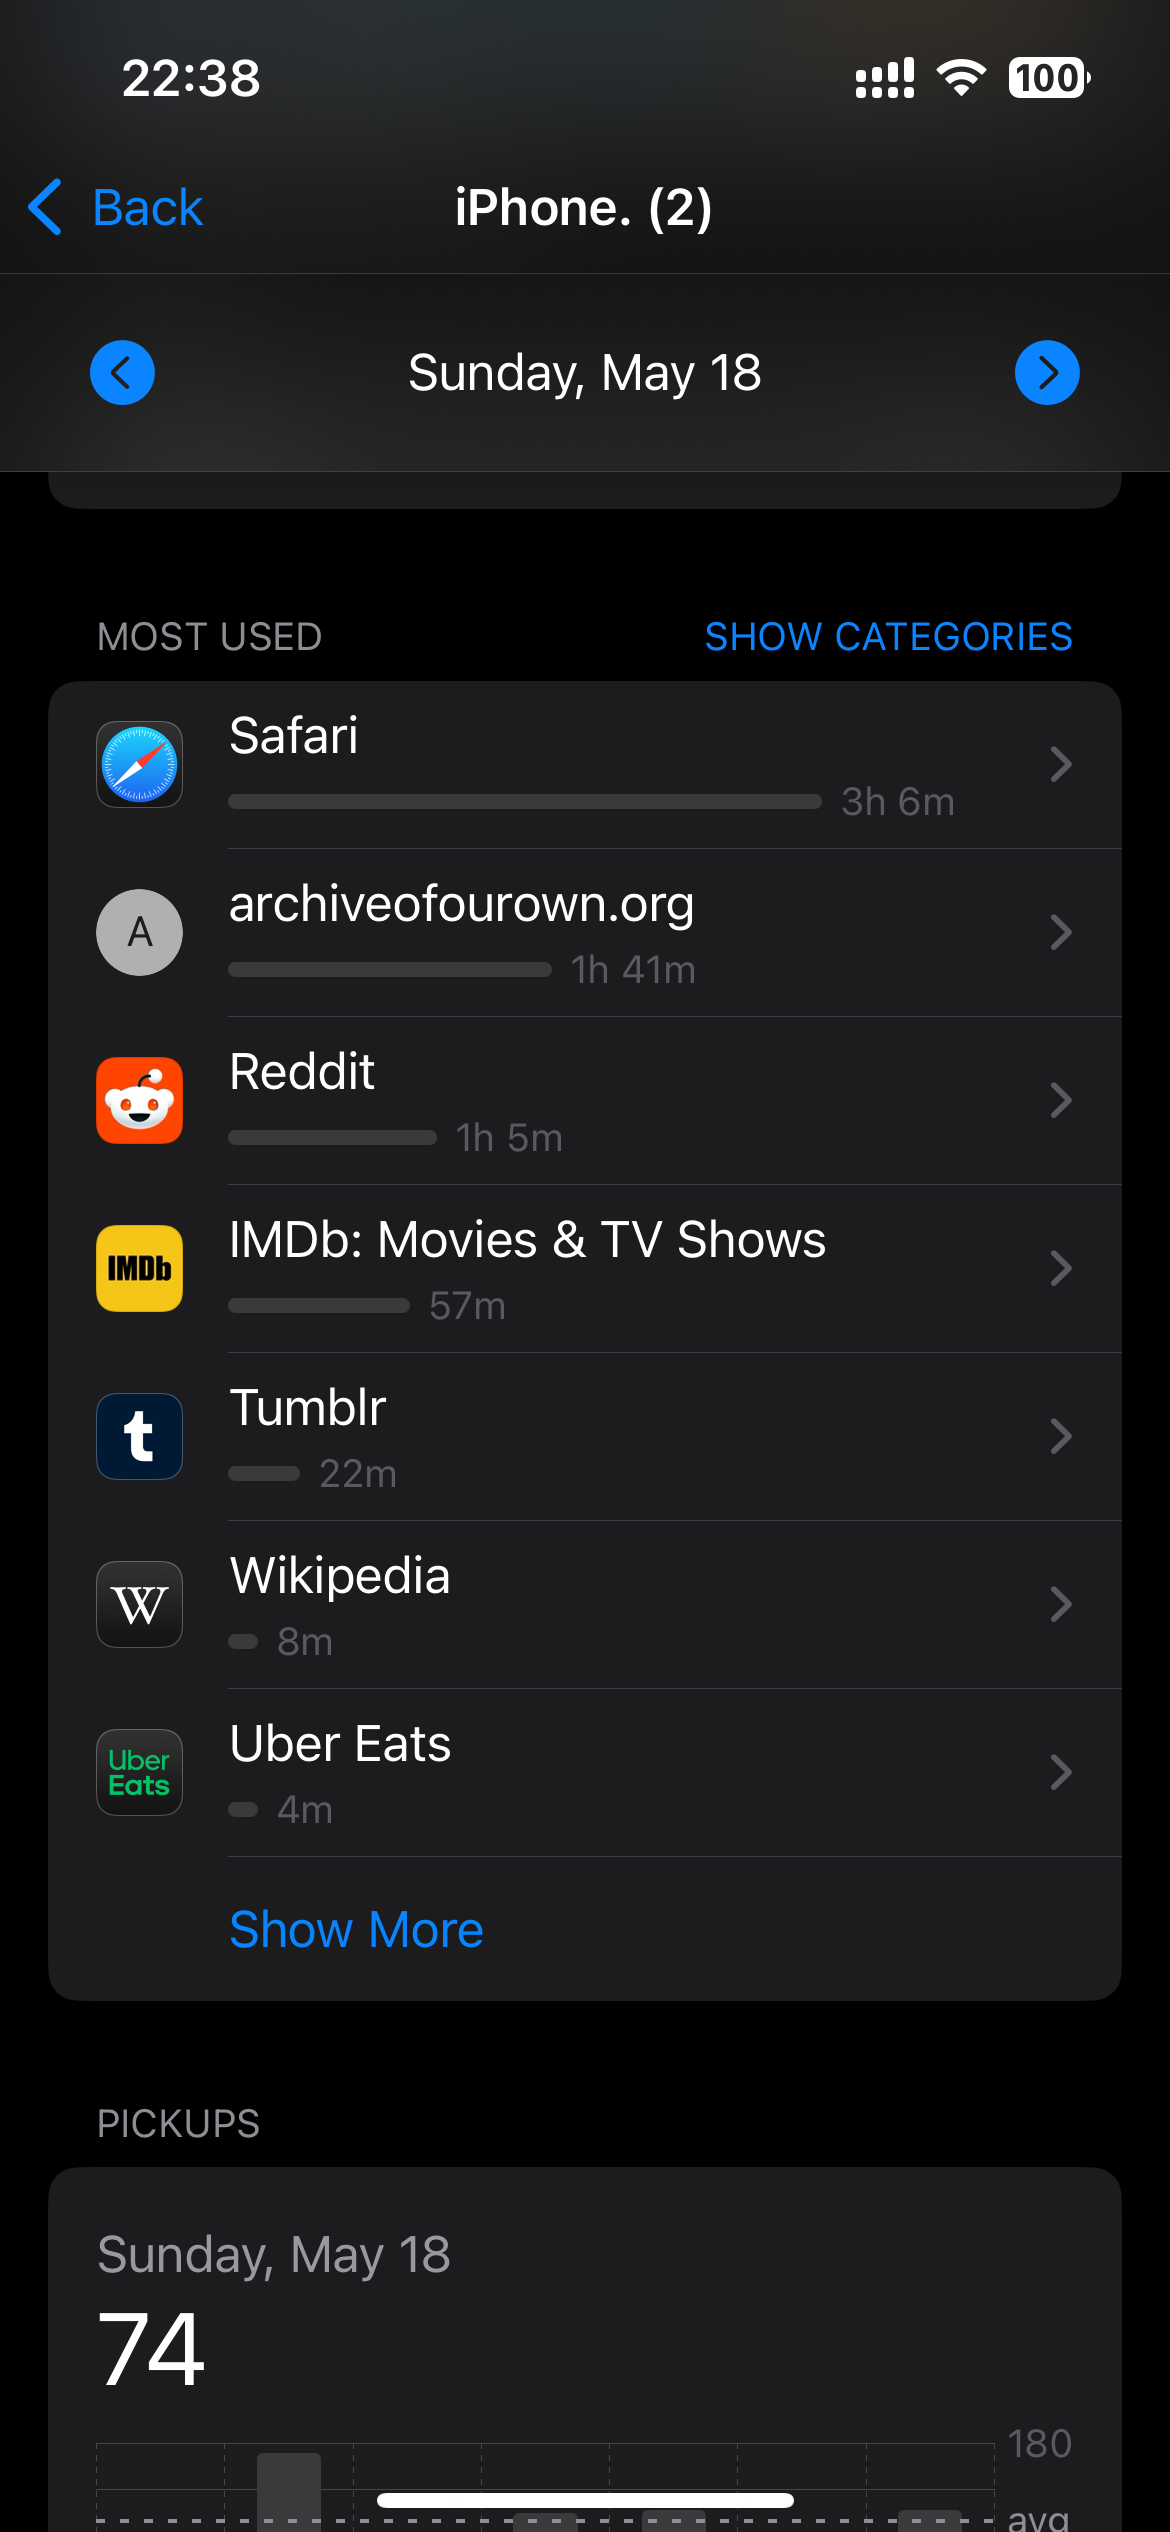 22:38
100
Back
iPhone. (2)
Sunday, May 18
MOST USED
SHOW CATEGORIES
Safari
3h 6m
A
archiveofourown.org
1h 41m
Reddit
1h 5m
IMDb
IMDb: Movies & TV Shows
57m
t
Tumblr
22m
W
Wikipedia
8m
Uber
Eats
Uber Eats
4m
Show More
PICKUPS
Sunday, May 18
74
180
avg